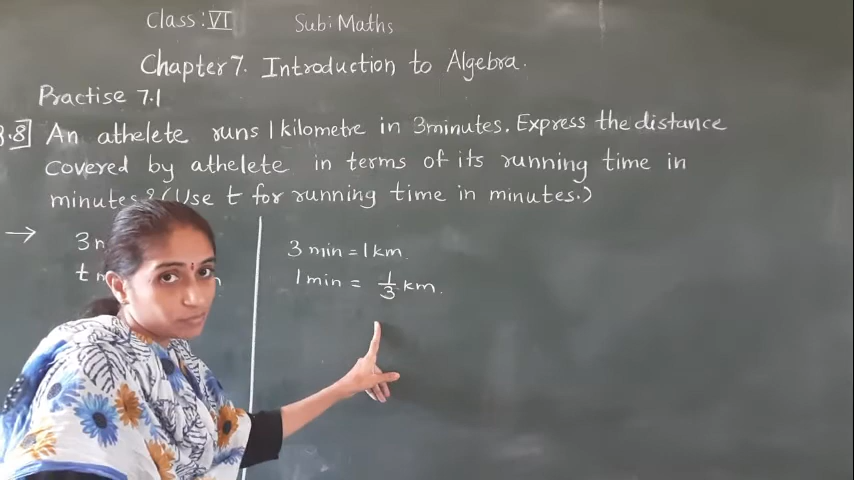 Class: VI Sub: Maths
Chapter 7. Introduction to Algebra.
Practise 7.1
8] An athelete runs 1 kilometre in 3 minutes. Express the distance
covered by athelete in terms of its running time in
minutes? (Use t for running time in minutes.)
→ 3
t
3 min = 1 km.
1 min = 1/3 km.